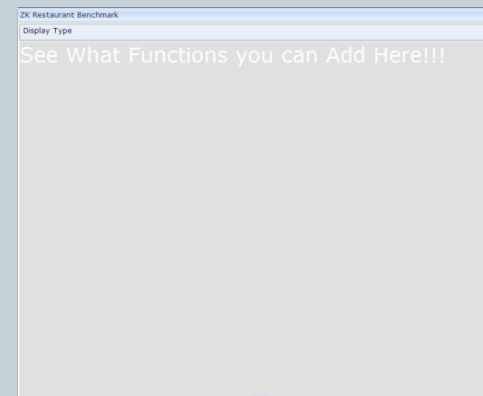 ZK Restaurant Benchmark
Display Type
See What Functions you can Add Here!!!